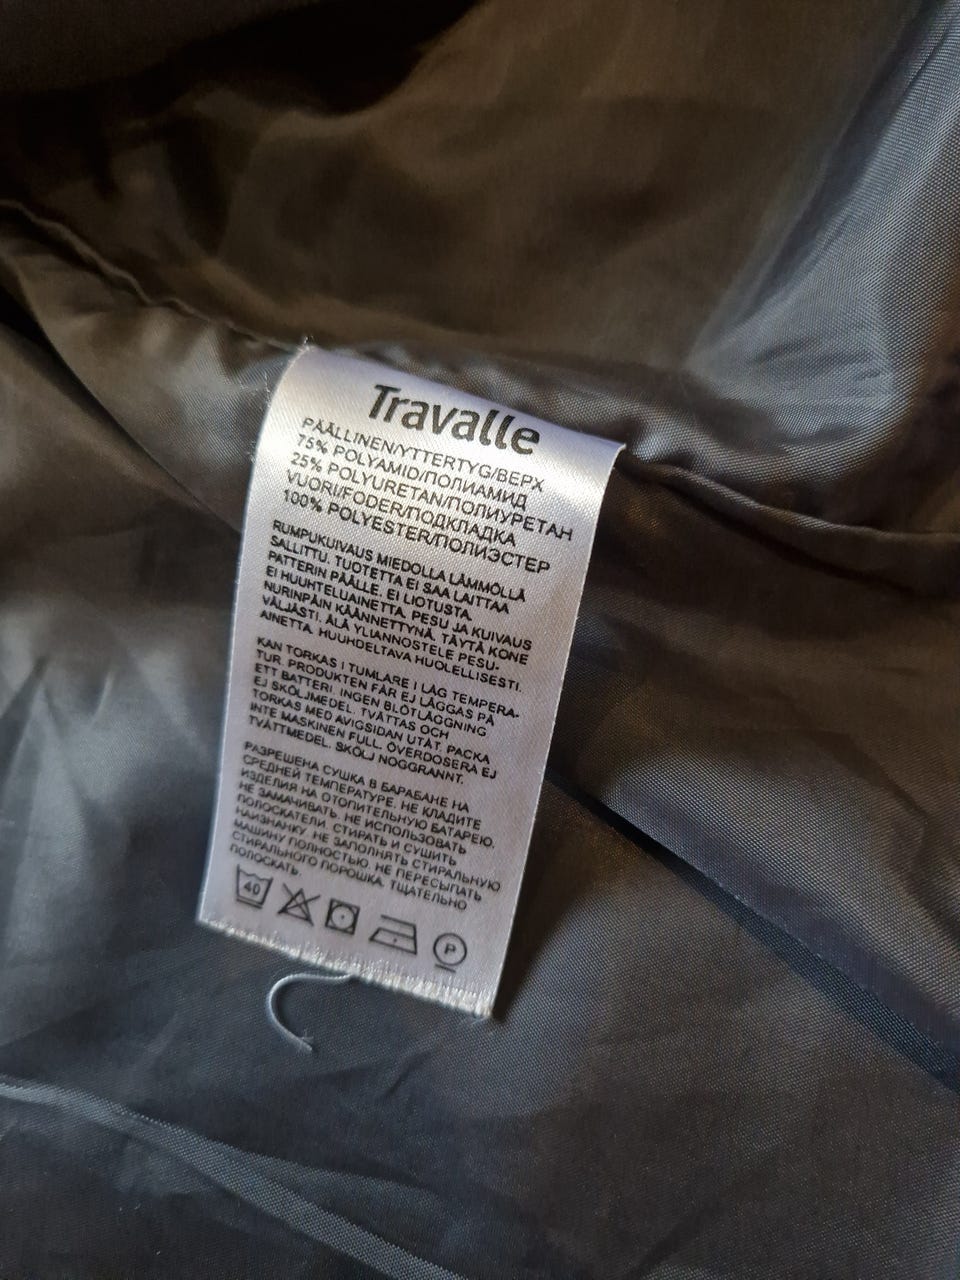 Travalle
PÄÄLLINEN/YTTERTYG/ВЕРХ
75% POLYAMID/ПОЛИАМИД
25% POLYURETAN/ПОЛИУРЕТАН
VUORI/FODER/ПОДКЛАДКА
100% POLYESTER/ПОЛИЭСТЕР
RUMPUKUIVAUS MIEDOLLA LÄMMÖLLÄ
SALLITTU. TUOTETTA EI SAA LAITTAA
PATTERIN PÄÄLLE. EI LIOTUSTA,
EI HUUHTELUAINETTA. PESU JA KUIVAUS
NURINPÄIN KÄÄNNETTYNÄ. TÄYTÄ KONE
VÄLJÄSTI. ÄLÄ YLIANNOSTELE PESU-
AINETTA. HUUHDELTAVA HUOLELLISESTI.
KAN TORKAS I TUMLARE I LÅG TEMPERA-
TUR. PRODUKTEN FÅR EJ LÄGGAS PÅ
ETT BATTERI. INGEN BLÖTLÄGGNING
EJ SKÖLJMEDEL. TVÄTTAS OCH
TORKAS MED AVIGSIDAN UTÅT. PACKA
INTE MASKINEN FULL. ÖVERDOSERA EJ
TVÄTTMEDEL. SKÖLJ NOGGRANNT.
РАЗРЕШЕНА СУШКА В БАРАБАНЕ НА
СРЕДНЕЙ ТЕМПЕРАТУРЕ. НЕ КЛАДИТЕ
ИЗДЕЛИЯ НА ОТОПИТЕЛЬНУЮ БАТАРЕЮ.
НЕ ЗАМАЧИВАТЬ. НЕ ИСПОЛЬЗОВАТЬ
ПОЛОСКАТЕЛИ. СТИРАТЬ И СУШИТЬ
НАИЗНАНКУ. НЕ ЗАПОЛНЯТЬ СТИРАЛЬНУЮ
МАШИНУ ПОЛНОСТЬЮ. НЕ ПЕРЕСЫПАТЬ
СТИРАЛЬНОГО ПОРОШКА. ТЩАТЕЛЬНО
ПОЛОСКАТЬ.
40 P